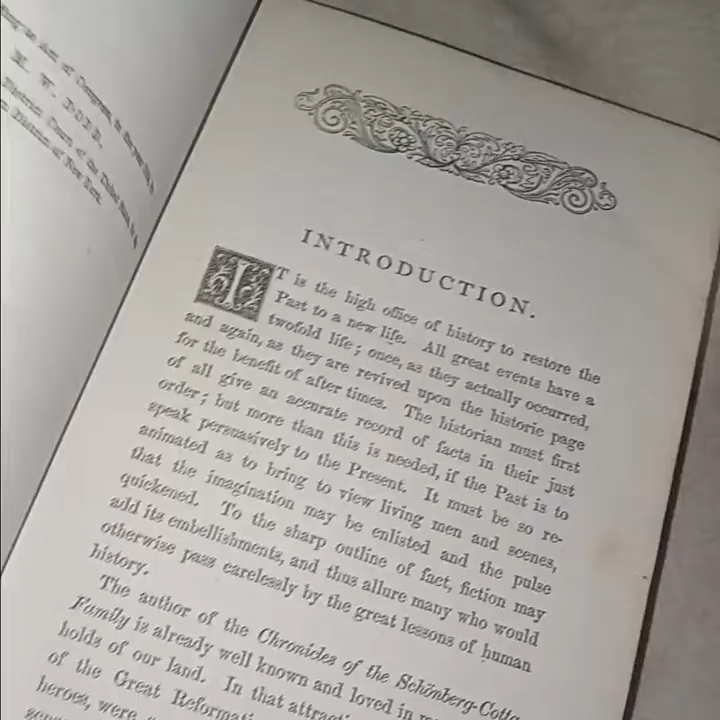 M. W. DODD,
INTRODUCTION.
IT is the high office of history to restore the
Past to a new life. All great events have a
twofold life; once, as they actually occurred,
and again, as they are revived upon the historic page
for the benefit of after times. The historian must first
of all give an accurate record of facts in their just
order; but more than this is needed, if the Past is to
speak persuasively to the Present. It must be so re-
animated as to bring to view living men and scenes,
that the imagination may be enlisted and the pulse
quickened. To the sharp outline of fact, fiction may
add its embellishments, and thus allure many who would
otherwise pass carelessly by the great lessons of human
history.
The author of the Chronicles of the Schönberg-Cotta
Family is already well known and loved in
holds of our land. In that
of the Great
heroes, were